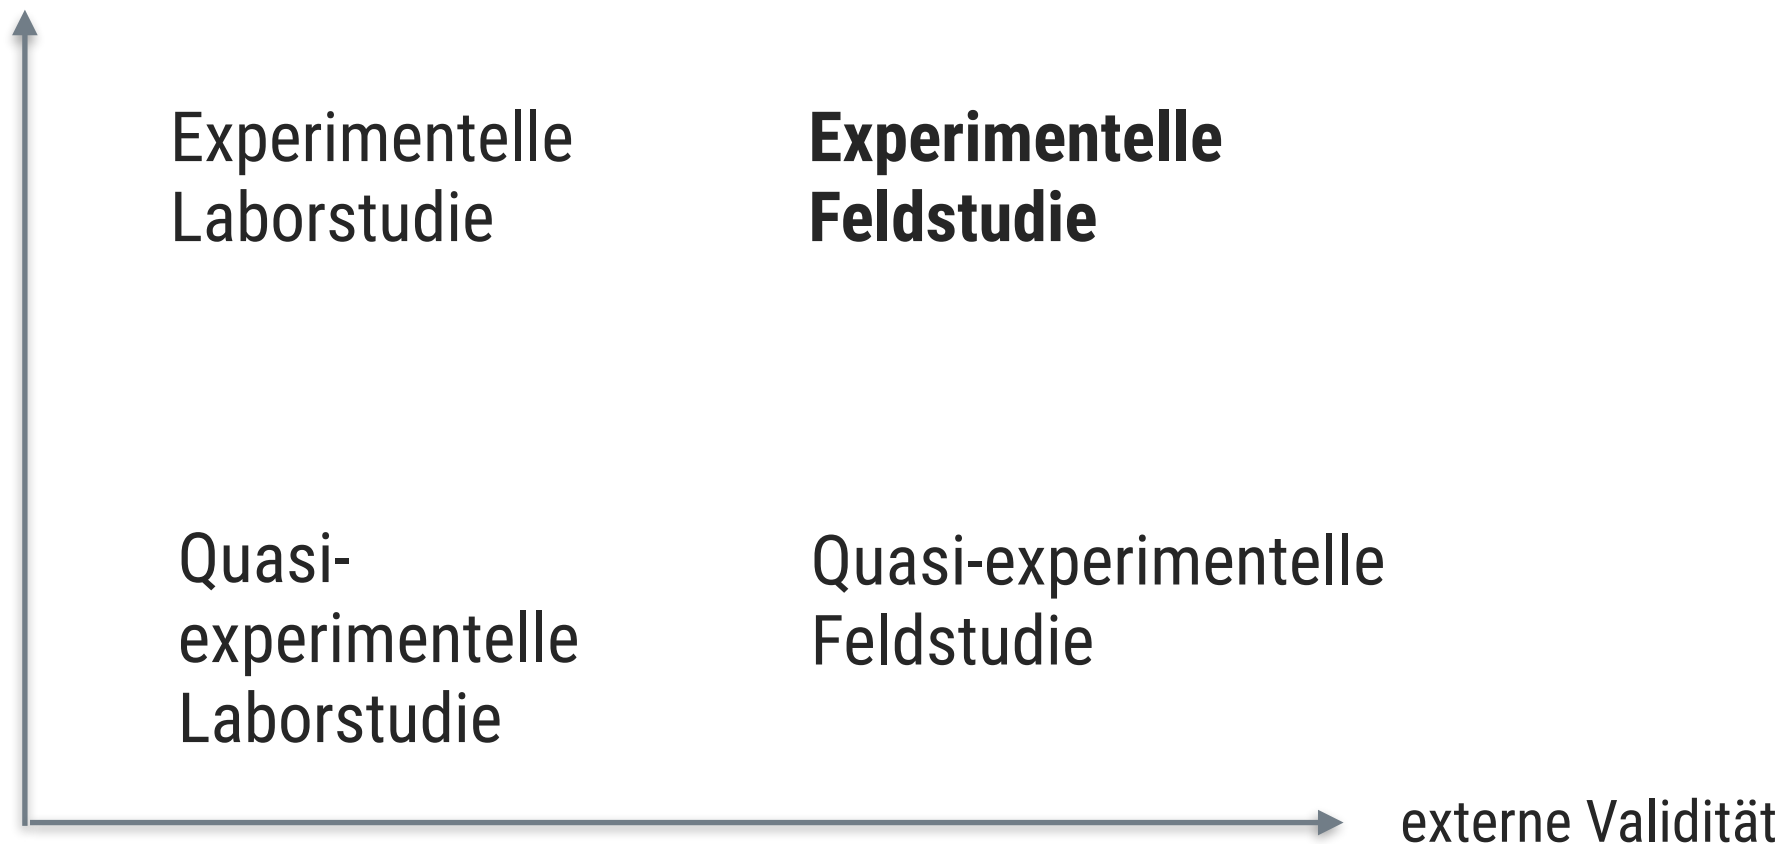 Experimentelle
Laborstudie
Experimentelle
Feldstudie
Quasi-
experimentelle
Laborstudie
Quasi-experimentelle
Feldstudie
externe Validität